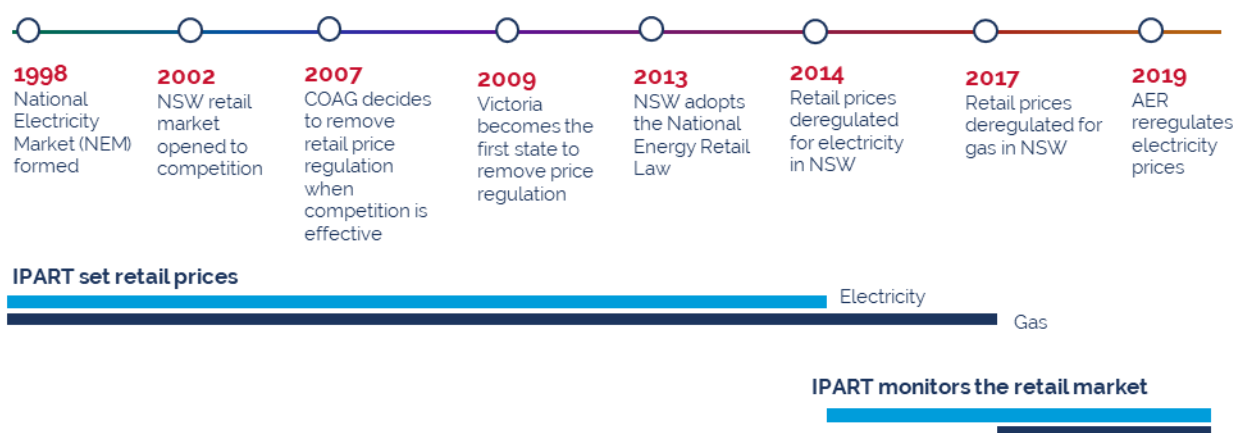 1998
National
Electricity
Market (NEM)
formed
2002
NSW retail
market
opened to
competition
2007
COAG decides
to remove
retail price
regulation
when
competition is
effective
2009
Victoria
becomes the
first state to
remove price
regulation
2013
NSW adopts
the National
Energy Retail
Law
2014
Retail prices
deregulated
for electricity
in NSW
2017
Retail prices
deregulated for
gas in NSW
2019
AER
reregulates
electricity
prices
IPART set retail prices
Electricity
Gas
IPART monitors the retail market